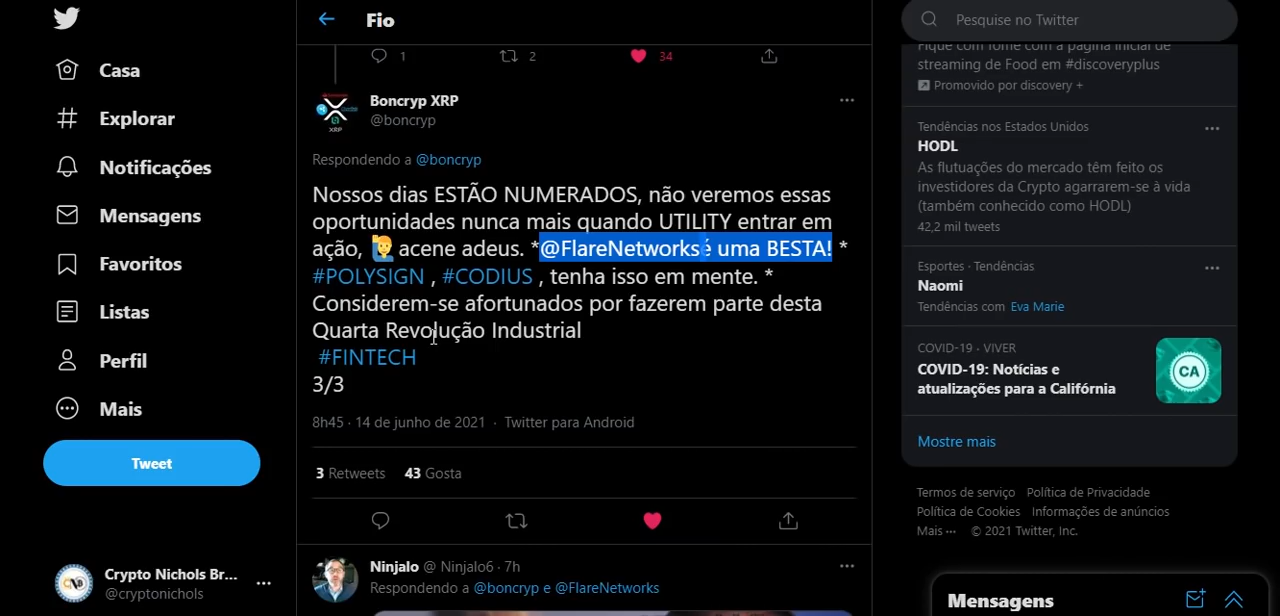 Casa
Explorar
Notificações
Mensagens
Favoritos
Listas
Perfil
Mais
Tweet
Crypto Nichols Br...
@cryptonichols
Fio
1
2
34
Boncryp XRP
@boncryp
XRP
Respondendo a @boncryp
Nossos dias ESTÃO NUMERADOS, não veremos essas
oportunidades nunca mais quando UTILITY entrar em
ação, 🙋‍♂️ acene adeus. *@FlareNetworksé uma BESTA! *
#POLYSIGN , #CODIUS , tenha isso em mente. *
Considerem-se afortunados por fazerem parte desta
Quarta Revolução Industrial
#FINTECH
3/3
8h45 · 14 de junho de 2021 · Twitter para Android
3 Retweets 43 Gosta
Ninjalo @ Ninjalo6 · 7h
Respondendo a @boncryp e @FlareNetworks
Pesquise no Twitter
Fique com fome com a página inicial de
streaming de Food em #discoveryplus
Promovido por discovery +
Tendências nos Estados Unidos
HODL
As flutuações do mercado têm feito os
investidores da Crypto agarrarem-se à vida
(também conhecido como HODL)
42,2 mil tweets
Esportes · Tendências
Naomi
Tendências com Eva Marie
COVID-19 · VIVER
COVID-19: Notícias e
atualizações para a Califórnia
CA
Mostre mais
Termos de serviço Política de Privacidade
Política de Cookies Informações de anúncios
Mais ··· © 2021 Twitter, Inc.
Mensagens